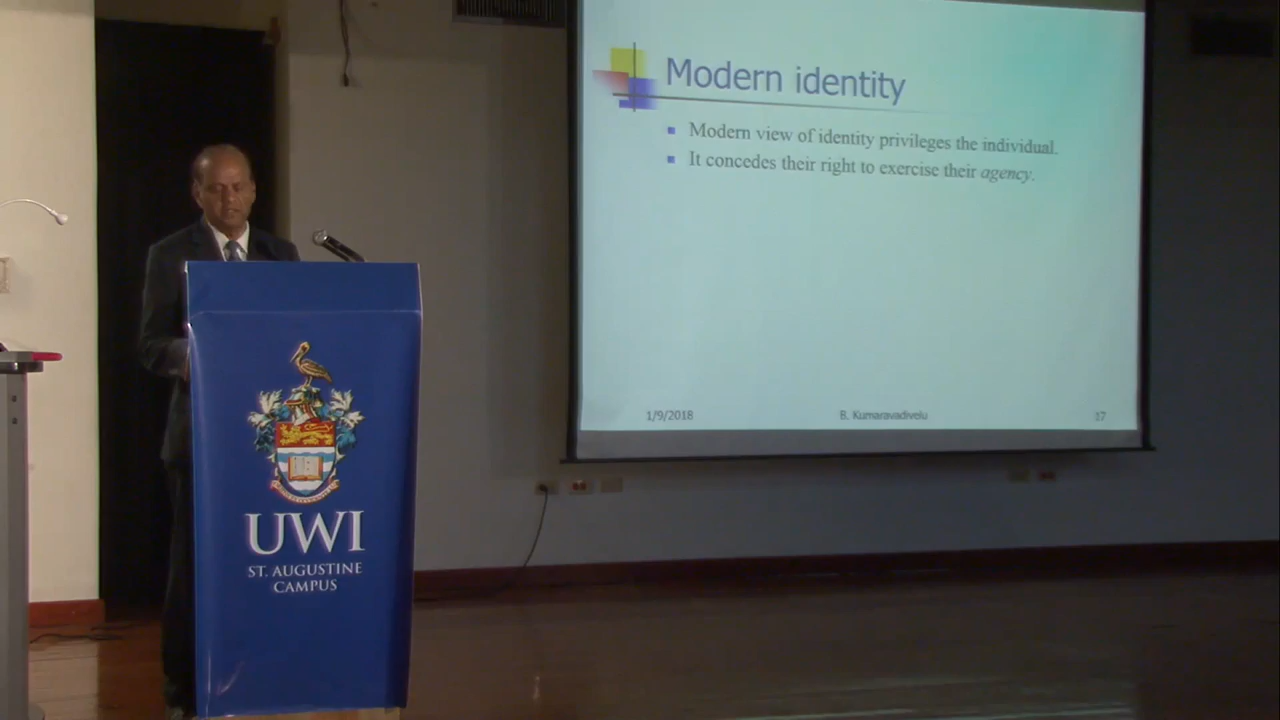 Modern identity
Modern view of identity privileges the individual.
It concedes their right to exercise their agency.
1/9/2018
B. Kumaravadivelu
17
UWI
ST. AUGUSTINE
CAMPUS